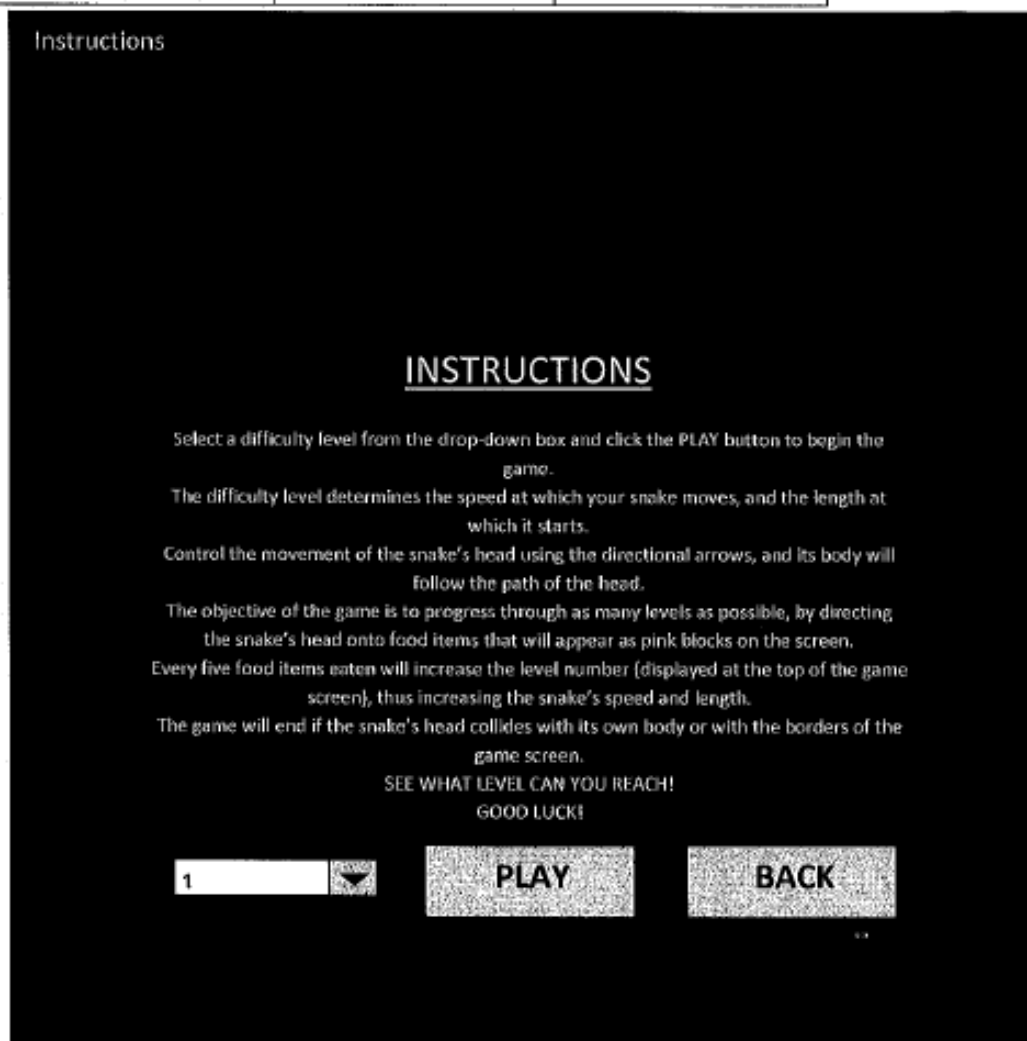 Instructions
INSTRUCTIONS
Select a difficulty level from the drop-down box and click the PLAY button to begin the
game.
The difficulty level determines the speed at which your snake moves, and the length at
which it starts.
Control the movement of the snake's head using the directional arrows, and its body will
follow the path of the head.
The objective of the game is to progress through as many levels as possible, by directing
the snake's head onto food items that will appear as pink blocks on the screen.
Every five food items eaten will increase the level number (displayed at the top of the game
screen), thus increasing the snake's speed and length.
The game will end if the snake's head collides with its own body or with the borders of the
game screen.
SEE WHAT LEVEL CAN YOU REACH!
GOOD LUCK!
1 PLAY BACK